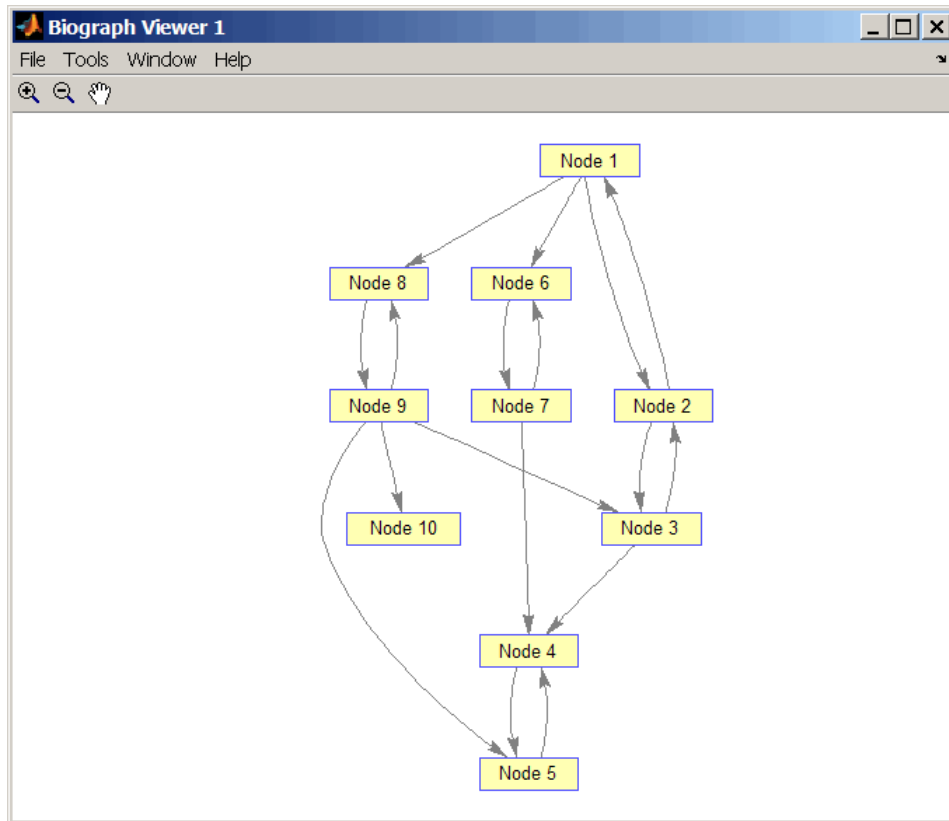 Biograph Viewer 1
File Tools Window Help
Node 1
Node 8 Node 6
Node 9 Node 7 Node 2
Node 10 Node 3
Node 4
Node 5